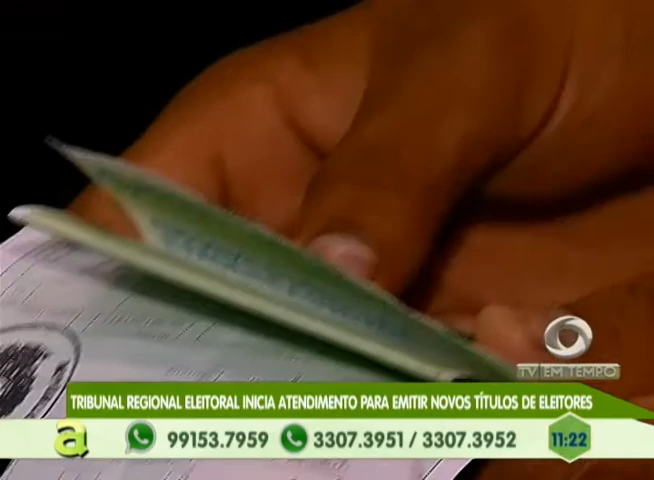 TV EM TEMPO
TRIBUNAL REGIONAL ELEITORAL INICIA ATENDIMENTO PARA EMITIR NOVOS TÍTULOS DE ELEITORES
a 99153.7959 3307.3951 / 3307.3952 11:22